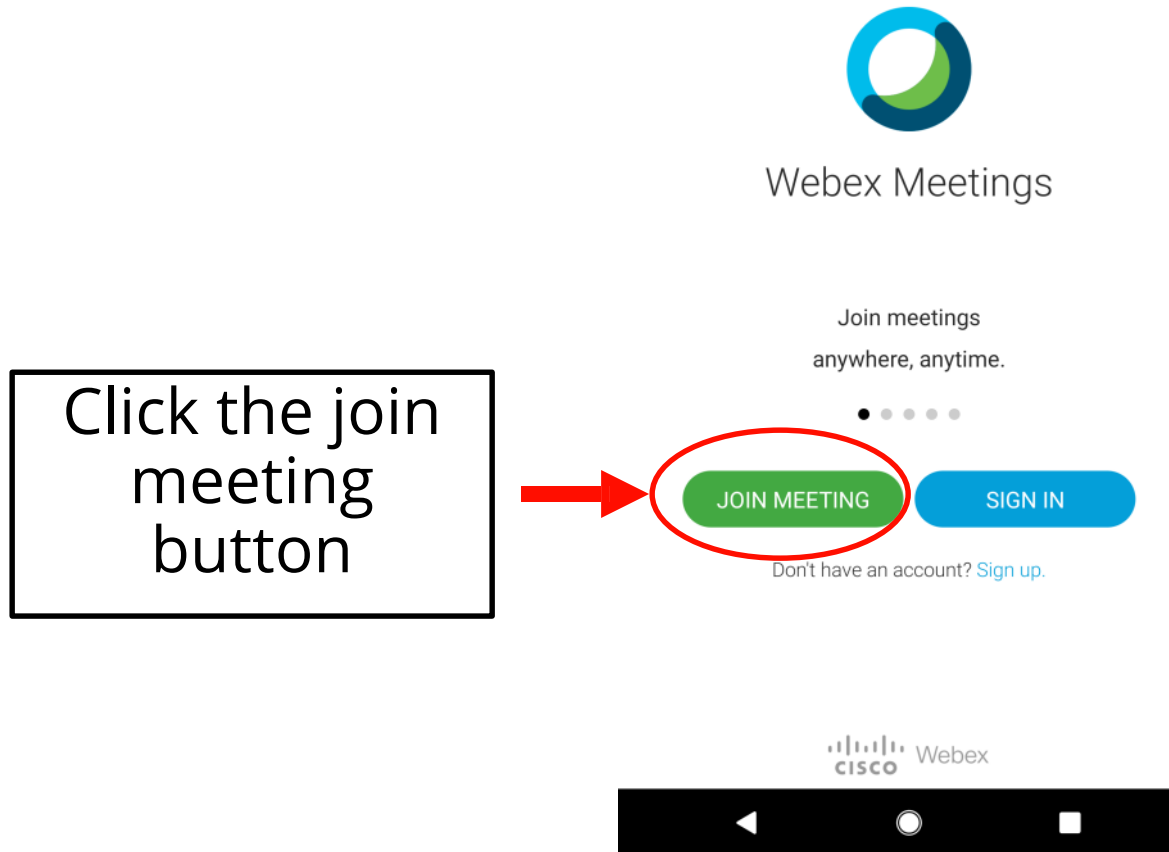 Webex Meetings
Join meetings
anywhere, anytime.
Click the join
meeting
button
JOIN MEETING
SIGN IN
Don't have an account? Sign up.
CISCO Webex